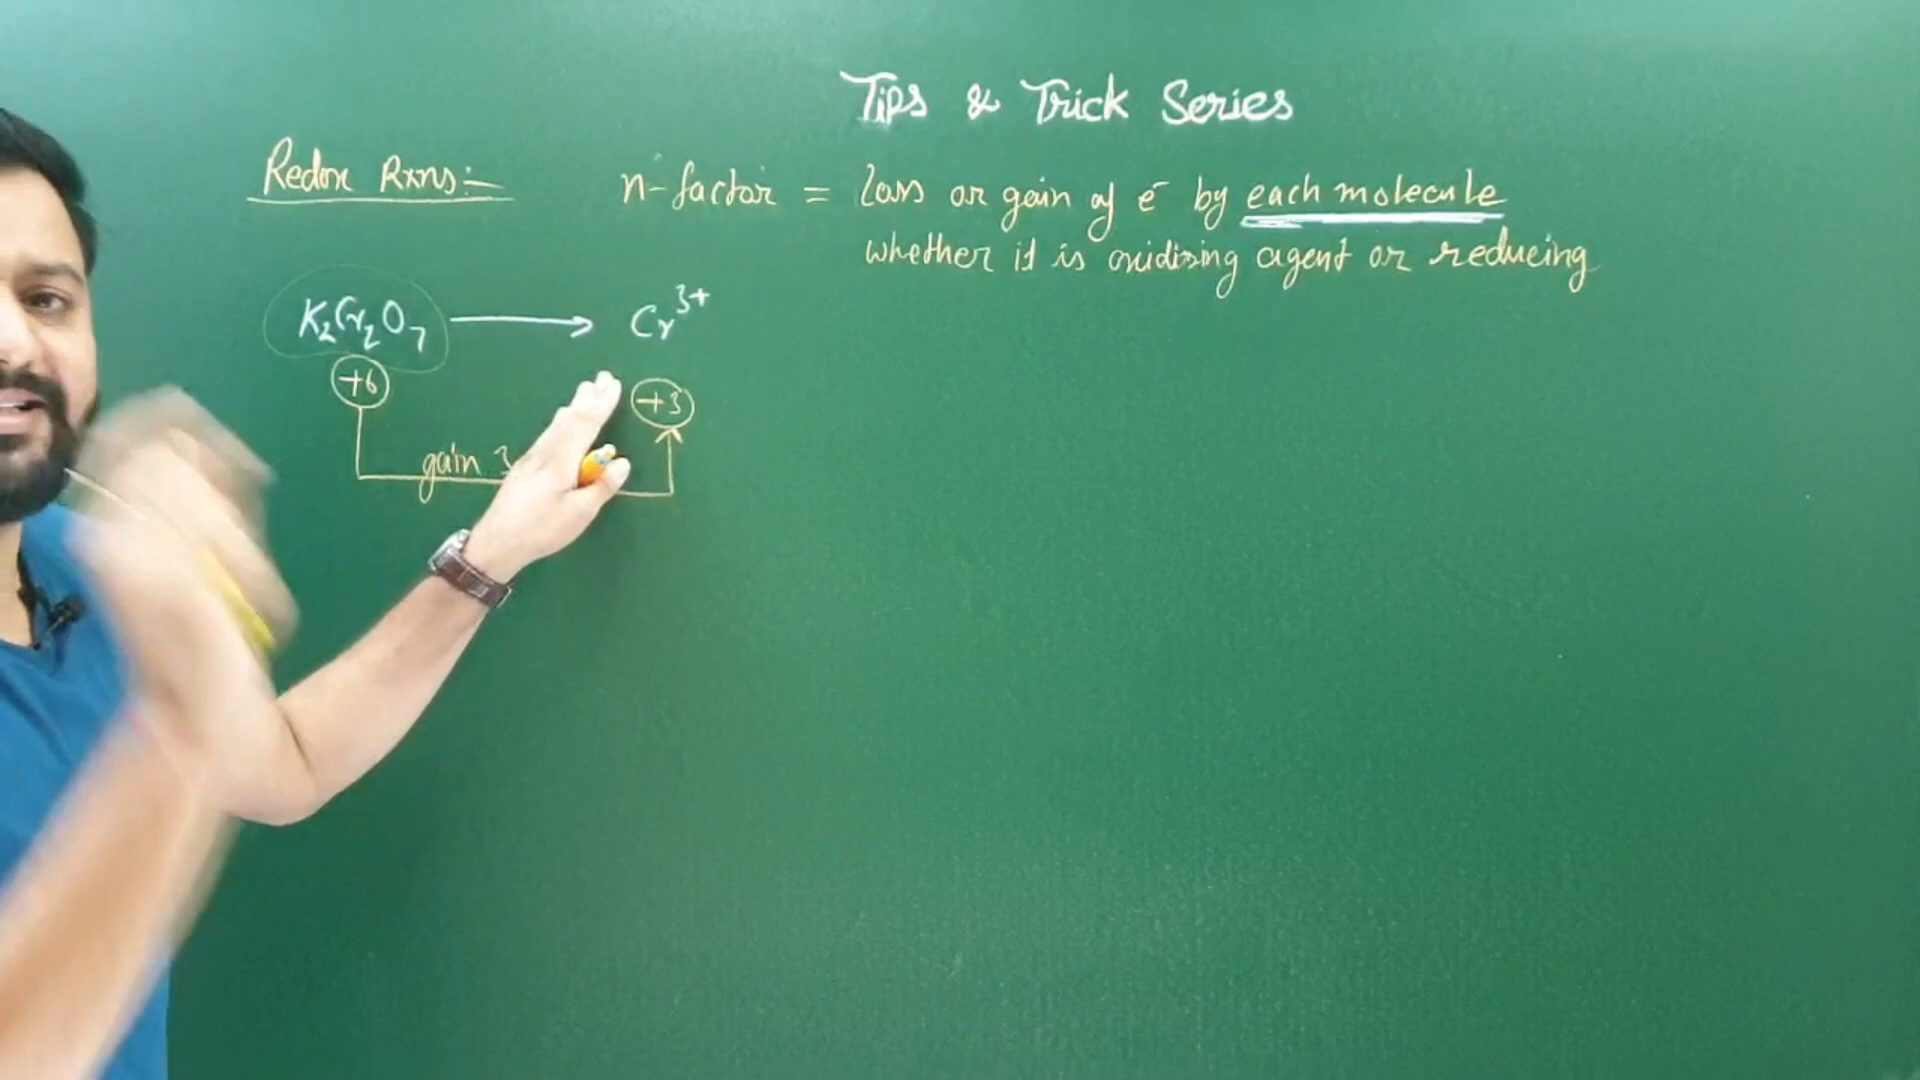 Tips & Trick Series
Redox Rxns:-
n-factor = loss or gain of e⁻ by each molecule
whether it is oxidizing agent or reducing
K₂Cr₂O₇ → Cr³⁺
+6
+3
gain 3